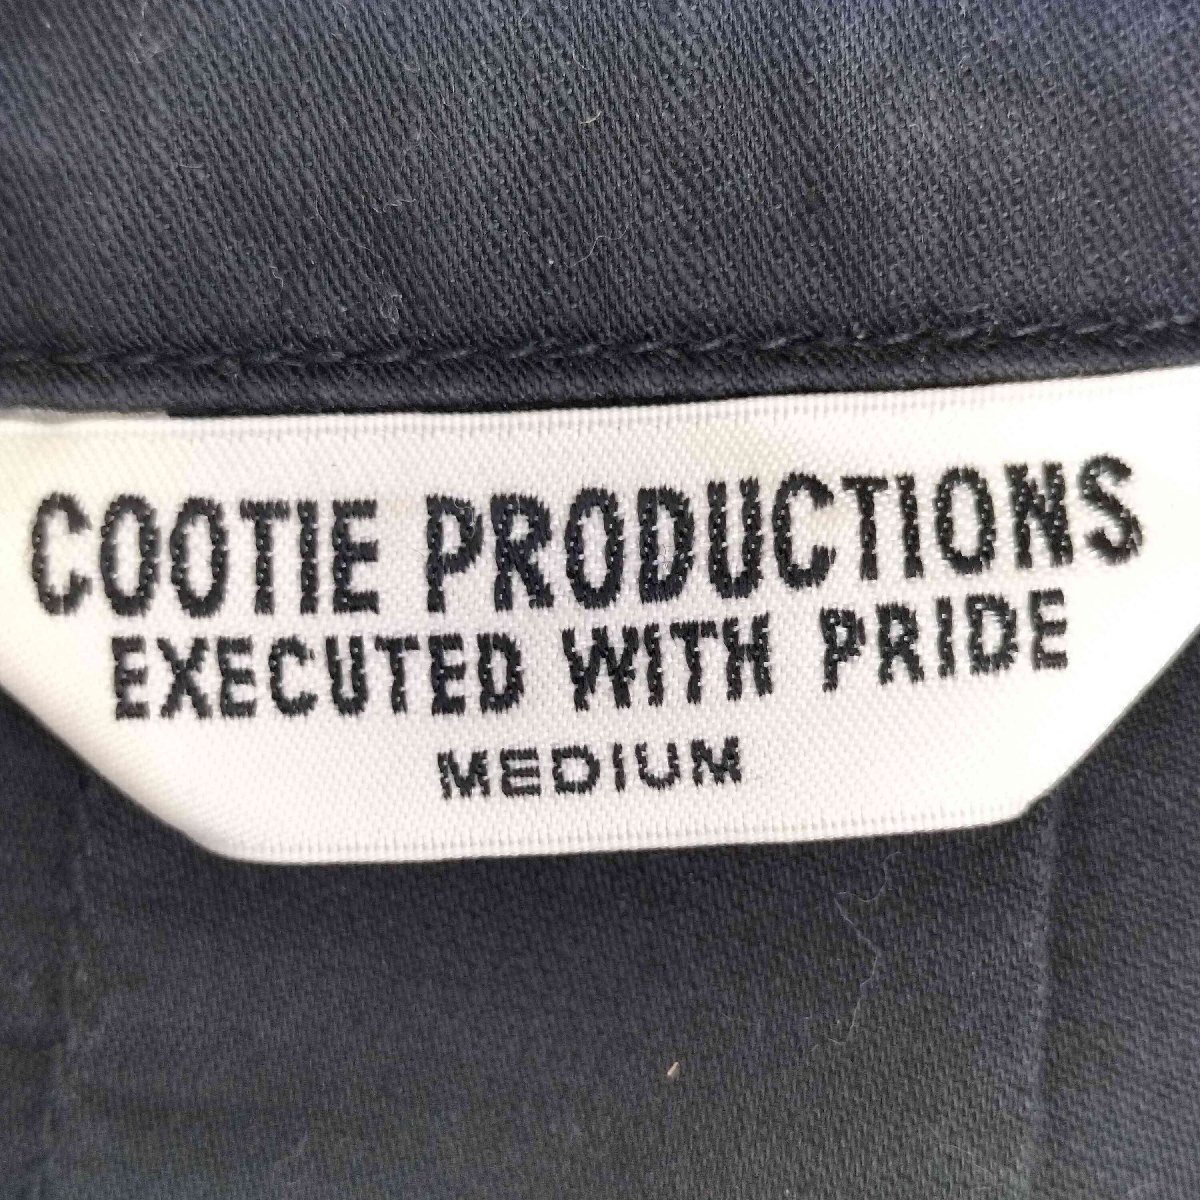 COOTIE PRODUCTIONS
EXECUTED WITH PRIDE
MEDIUM